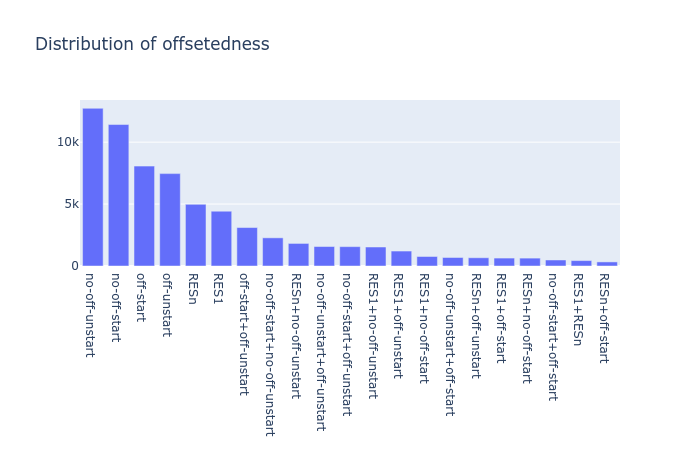 Distribution of offsetedness
10k
5k
0
no-off-unstart
no-off-start
off-start
off-unstart
RESn
RES1
off-start+off-unstart
no-off-start+no-off-unstart
RESn+no-off-unstart
no-off-unstart+off-unstart
no-off-start+off-unstart
RES1+no-off-unstart
RES1+off-unstart
RES1+no-off-start
no-off-unstart+off-start
RESn+off-unstart
RES1+off-start
RESn+no-off-start
no-off-start+off-start
RES1+RESn
RESn+off-start